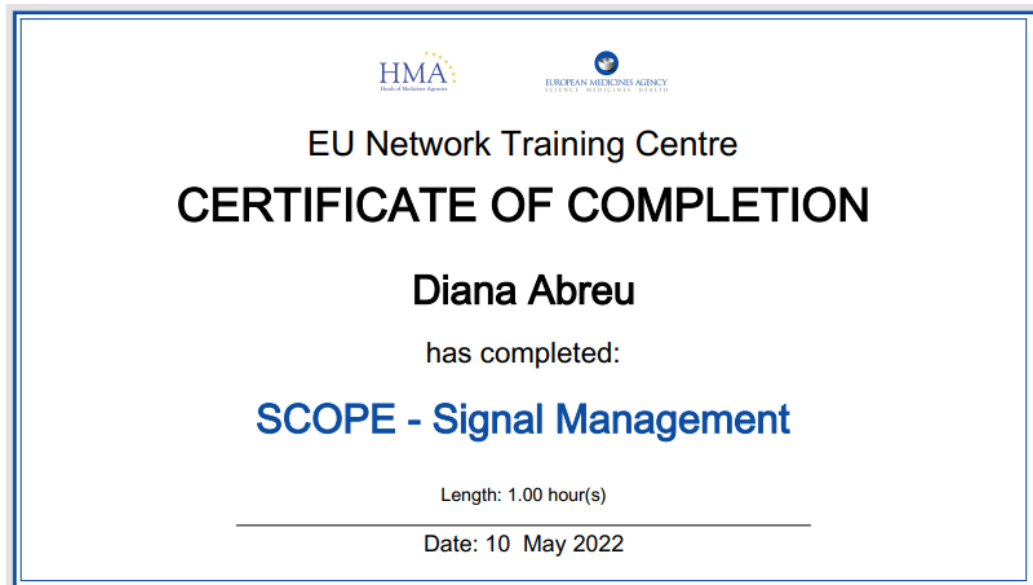 HMA
Heads of Medicines Agencies
EUROPEAN MEDICINES AGENCY
SCIENCE MEDICINES HEALTH
EU Network Training Centre
CERTIFICATE OF COMPLETION
Diana Abreu
has completed:
SCOPE - Signal Management
Length: 1.00 hour(s)
Date: 10 May 2022